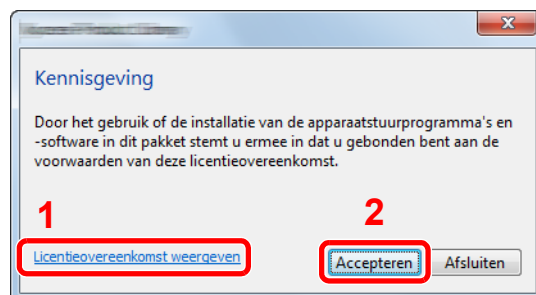 Kennisgeving
Door het gebruik of de installatie van de apparaatstuurprogramma's en
-software in dit pakket stemt u ermee in dat u gebonden bent aan de
voorwaarden van deze licentieovereenkomst.
1 2
Licentieovereenkomst weergeven Accepteren Afsluiten